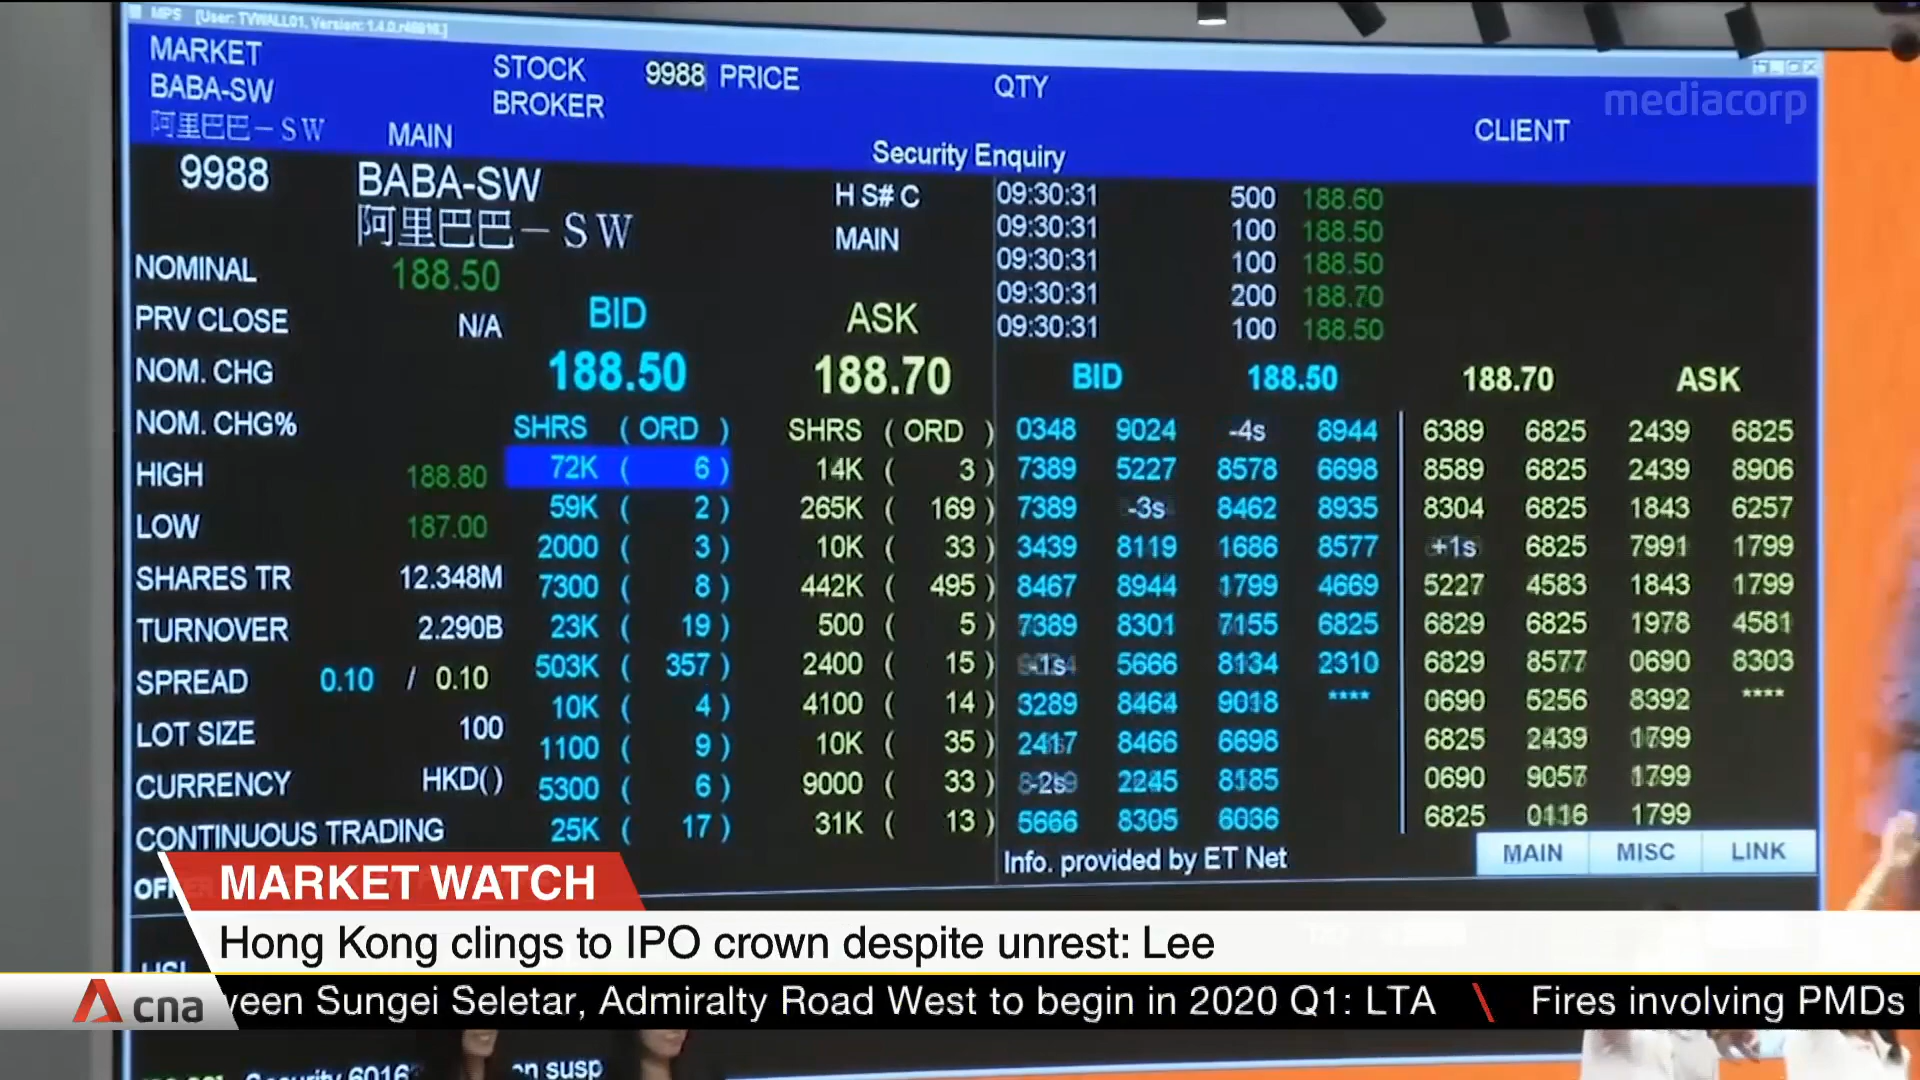 MPS [User: TVWALL01, Version: 1.4.0.r46916.]
MARKET STOCK 9988 PRICE QTY
BABA-SW BROKER CLIENT
阿里巴巴－ＳＷ MAIN
Security Enquiry
mediacorp
9988 BABA-SW H S# C
阿里巴巴－ＳＷ MAIN
09:30:31 500 188.60
09:30:31 100 188.50
09:30:31 100 188.50
09:30:31 200 188.70
09:30:31 100 188.50
NOMINAL 188.50
PRV CLOSE N/A
NOM. CHG
NOM. CHG%
HIGH 188.80
LOW 187.00
SHARES TR 12.348M
TURNOVER 2.290B
SPREAD 0.10 / 0.10
LOT SIZE 100
CURRENCY HKD()
CONTINUOUS TRADING
BID ASK
188.50 188.70
SHRS ( ORD ) SHRS ( ORD )
72K ( 6 ) 14K ( 3 )
59K ( 2 ) 265K ( 169 )
2000 ( 3 ) 10K ( 33 )
7300 ( 8 ) 442K ( 495 )
23K ( 19 ) 500 ( 5 )
503K ( 357 ) 2400 ( 15 )
10K ( 4 ) 4100 ( 14 )
1100 ( 9 ) 10K ( 35 )
5300 ( 6 ) 9000 ( 33 )
25K ( 17 ) 31K ( 13 )
BID 188.50 188.70 ASK
0348 9024 -4s 8944 6389 6825 2439 6825
7389 5227 8578 6698 8589 6825 2439 8906
7389 -3s 8462 8935 8304 6825 1843 6257
3439 8119 1686 8577 +1s 6825 7991 1799
8467 8944 1799 4669 5227 4583 1843 1799
7389 8301 7155 6825 6829 6825 1978 4581
-1s 5666 8134 2310 6829 8577 0690 8303
3289 8464 9018 **** 0690 5256 8392 ****
2417 8466 6698 6825 2439 1799
-2s 2245 8185 0690 9057 1799
5666 8305 6036 6825 0116 1799
Info. provided by ET Net
MAIN MISC LINK
MARKET WATCH
Hong Kong clings to IPO crown despite unrest: Lee
cna
ween Sungei Seletar, Admiralty Road West to begin in 2020 Q1: LTA \ Fires involving PMDs
Security 6016
susp